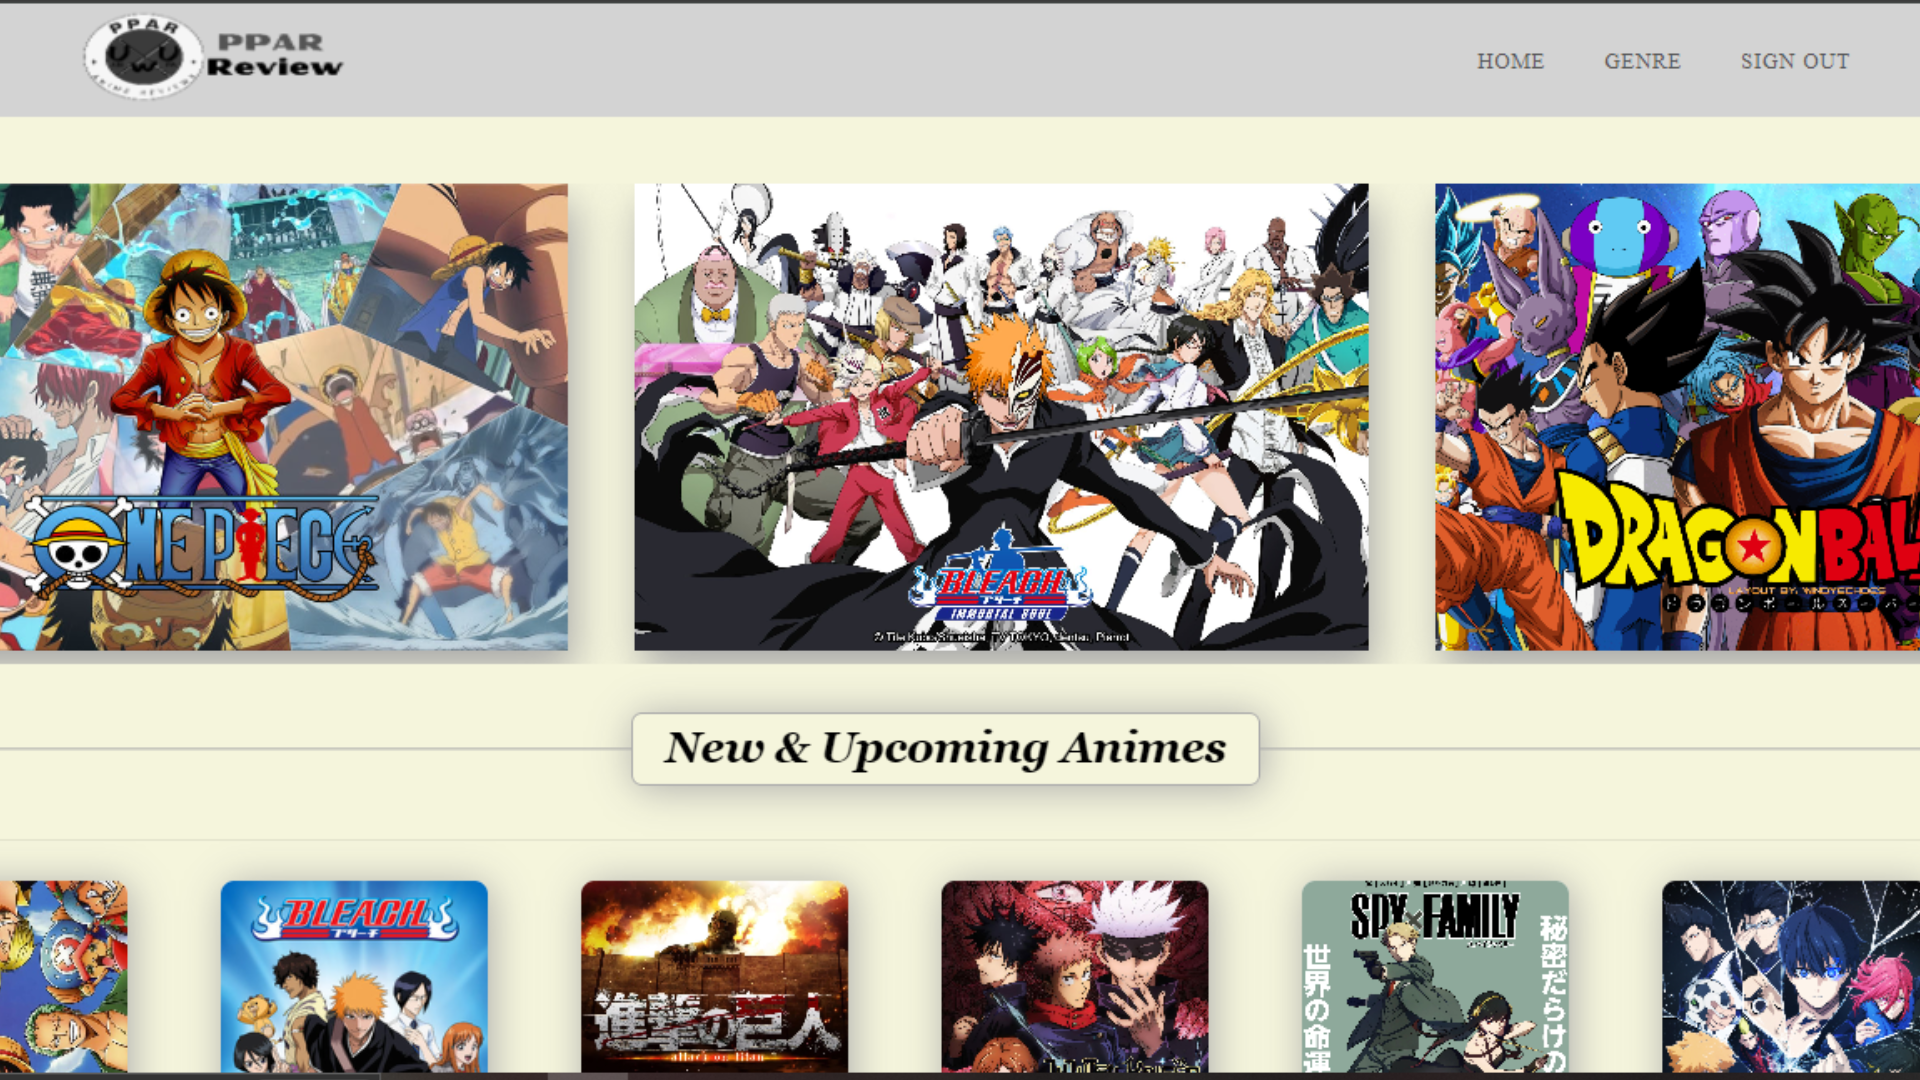 PPAR
UwU
ANIME REVIEWS
PPAR
Review
HOME
GENRE
SIGN OUT
ONE PIECE
BLEACH
ブリーチ
IMMORTAL SOUL
© Tite Kubo/Shueisha, TV TOKYO, dentsu, Pierrot
DRAGONBAL
LAYOUT BY: WINDYECHOES
ドラゴンボールスーパー
New & Upcoming Animes
BLEACH
ブリーチ
進撃の巨人
attack on titan
SPY×FAMILY
世界の命運
秘密だらけの